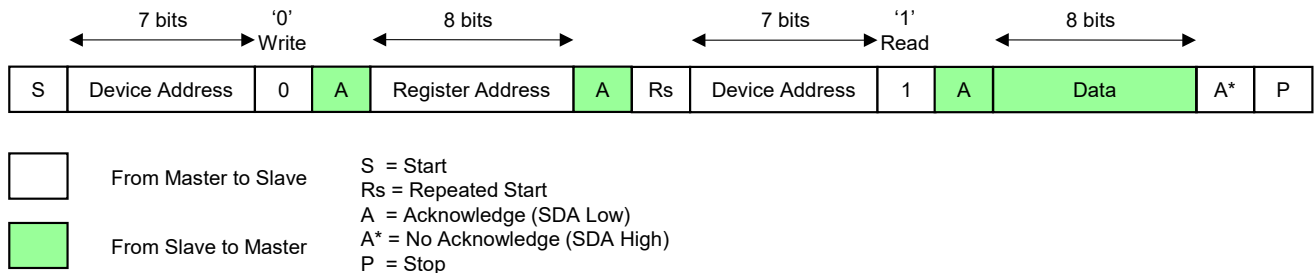 7 bits ‘0’ 8 bits 7 bits ‘1’ 8 bits
Write Read
S Device Address 0 A Register Address A Rs Device Address 1 A Data A* P
From Master to Slave
From Slave to Master
S = Start
Rs = Repeated Start
A = Acknowledge (SDA Low)
A* = No Acknowledge (SDA High)
P = Stop